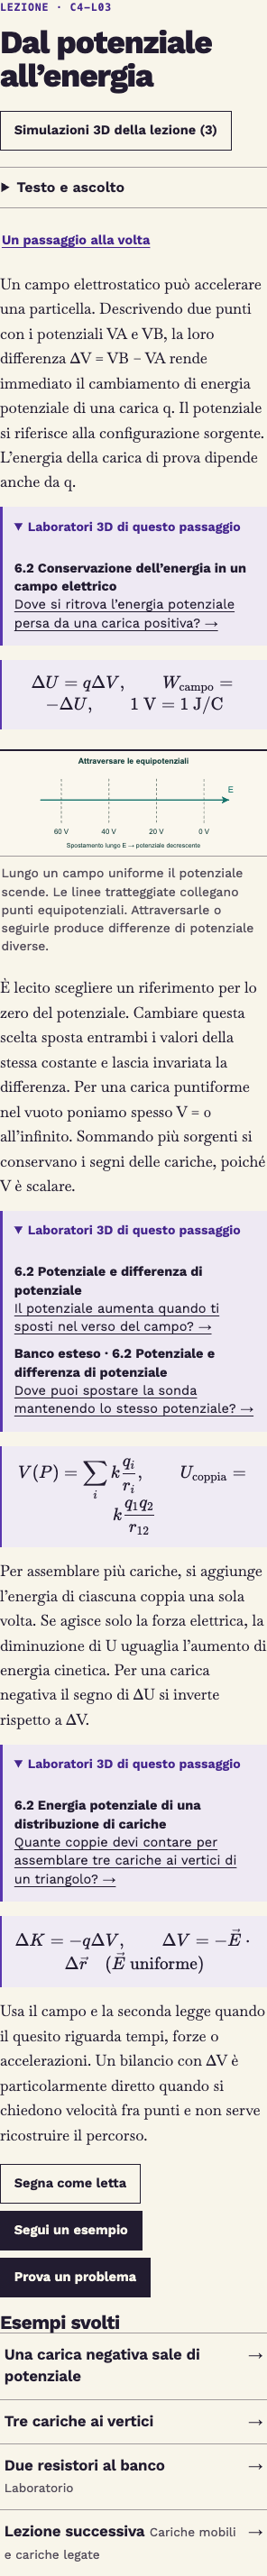 LEZIONE · C4–L03
Dal potenziale
all’energia
Simulazioni 3D della lezione (3)
▶ Testo e ascolto
Un passaggio alla volta
Un campo elettrostatico può accelerare
una particella. Descrivendo due punti
con i potenziali VA e VB, la loro
differenza ΔV = VB − VA rende
immediato il cambiamento di energia
potenziale di una carica q. Il potenziale
si riferisce alla configurazione sorgente.
L’energia della carica di prova dipende
anche da q.
▼ Laboratori 3D di questo passaggio
6.2 Conservazione dell’energia in un
campo elettrico
Dove si ritrova l’energia potenziale
persa da una carica positiva? →
ΔU = qΔV, W_campo =
−ΔU, 1 V = 1 J/C
Attraversare le equipotenziali
E
60 V 40 V 20 V 0 V
Spostamento lungo E → potenziale decrescente
Lungo un campo uniforme il potenziale
scende. Le linee tratteggiate collegano
punti equipotenziali. Attraversarle o
seguirle produce differenze di potenziale
diverse.
È lecito scegliere un riferimento per lo
zero del potenziale. Cambiare questa
scelta sposta entrambi i valori della
stessa costante e lascia invariata la
differenza. Per una carica puntiforme
nel vuoto poniamo spesso V = 0
all’infinito. Sommando più sorgenti si
conservano i segni delle cariche, poiché
V è scalare.
▼ Laboratori 3D di questo passaggio
6.2 Potenziale e differenza di
potenziale
Il potenziale aumenta quando ti
sposti nel verso del campo? →
Banco esteso · 6.2 Potenziale e
differenza di potenziale
Dove puoi spostare la sonda
mantenendo lo stesso potenziale? →
V(P) = ∑_i k q_i/r_i, U_coppia =
k q_1q_2/r_12
Per assemblare più cariche, si aggiunge
l’energia di ciascuna coppia una sola
volta. Se agisce solo la forza elettrica, la
diminuzione di U uguaglia l’aumento di
energia cinetica. Per una carica
negativa il segno di ΔU si inverte
rispetto a ΔV.
▼ Laboratori 3D di questo passaggio
6.2 Energia potenziale di una
distribuzione di cariche
Quante coppie devi contare per
assemblare tre cariche ai vertici di
un triangolo? →
ΔK = −qΔV, ΔV = −E⃗ ·
Δr⃗ (E⃗ uniforme)
Usa il campo e la seconda legge quando
il quesito riguarda tempi, forze o
accelerazioni. Un bilancio con ΔV è
particolarmente diretto quando si
chiedono velocità fra punti e non serve
ricostruire il percorso.
Segna come letta
Segui un esempio
Prova un problema
Esempi svolti
Una carica negativa sale di →
potenziale
Tre cariche ai vertici →
Due resistori al banco →
Laboratorio
Lezione successiva Cariche mobili →
e cariche legate